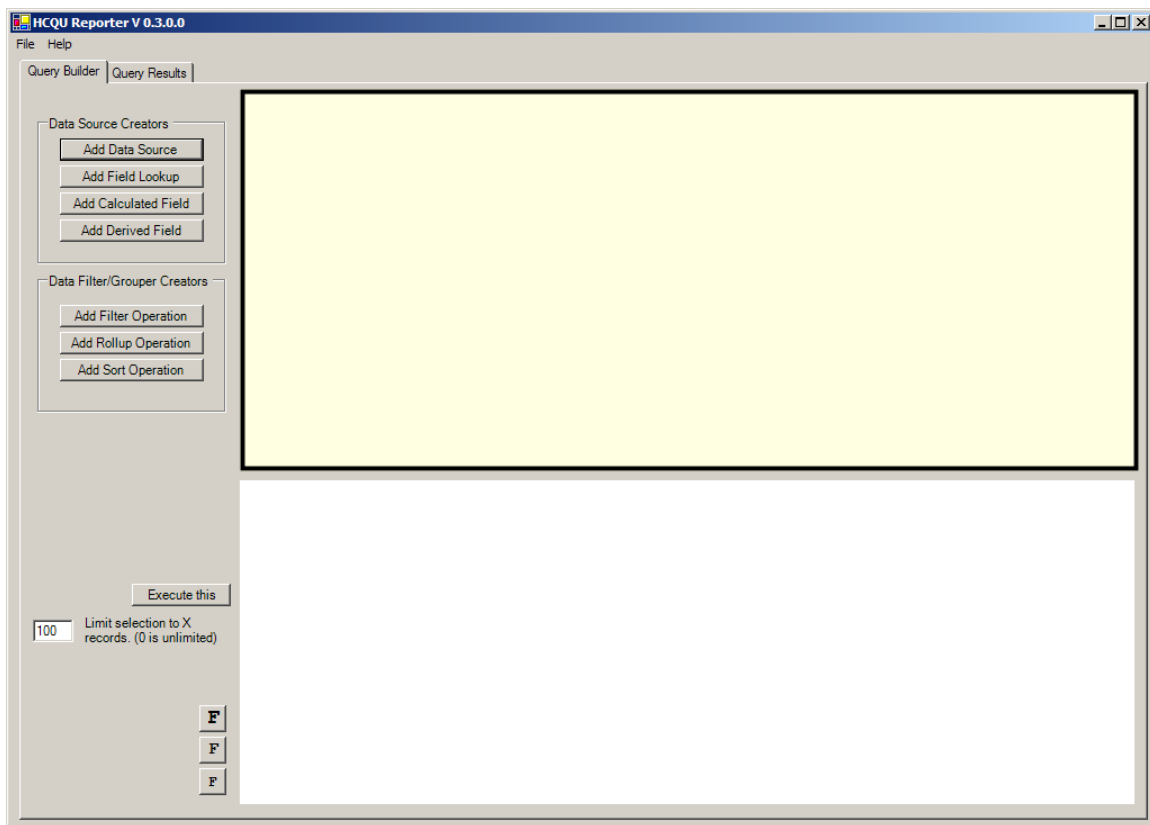 HCQU Reporter V 0.3.0.0
File Help
Query Builder Query Results
Data Source Creators
Add Data Source
Add Field Lookup
Add Calculated Field
Add Derived Field
Data Filter/Grouper Creators
Add Filter Operation
Add Rollup Operation
Add Sort Operation
Execute this
100 Limit selection to X
records. (0 is unlimited)
F
F
F